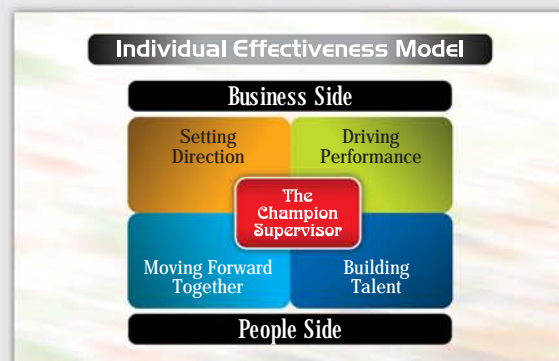 Individual Effectiveness Model
Business Side
Setting
Direction
Driving
Performance
The
Champion
Supervisor
Moving Forward
Together
Building
Talent
People Side